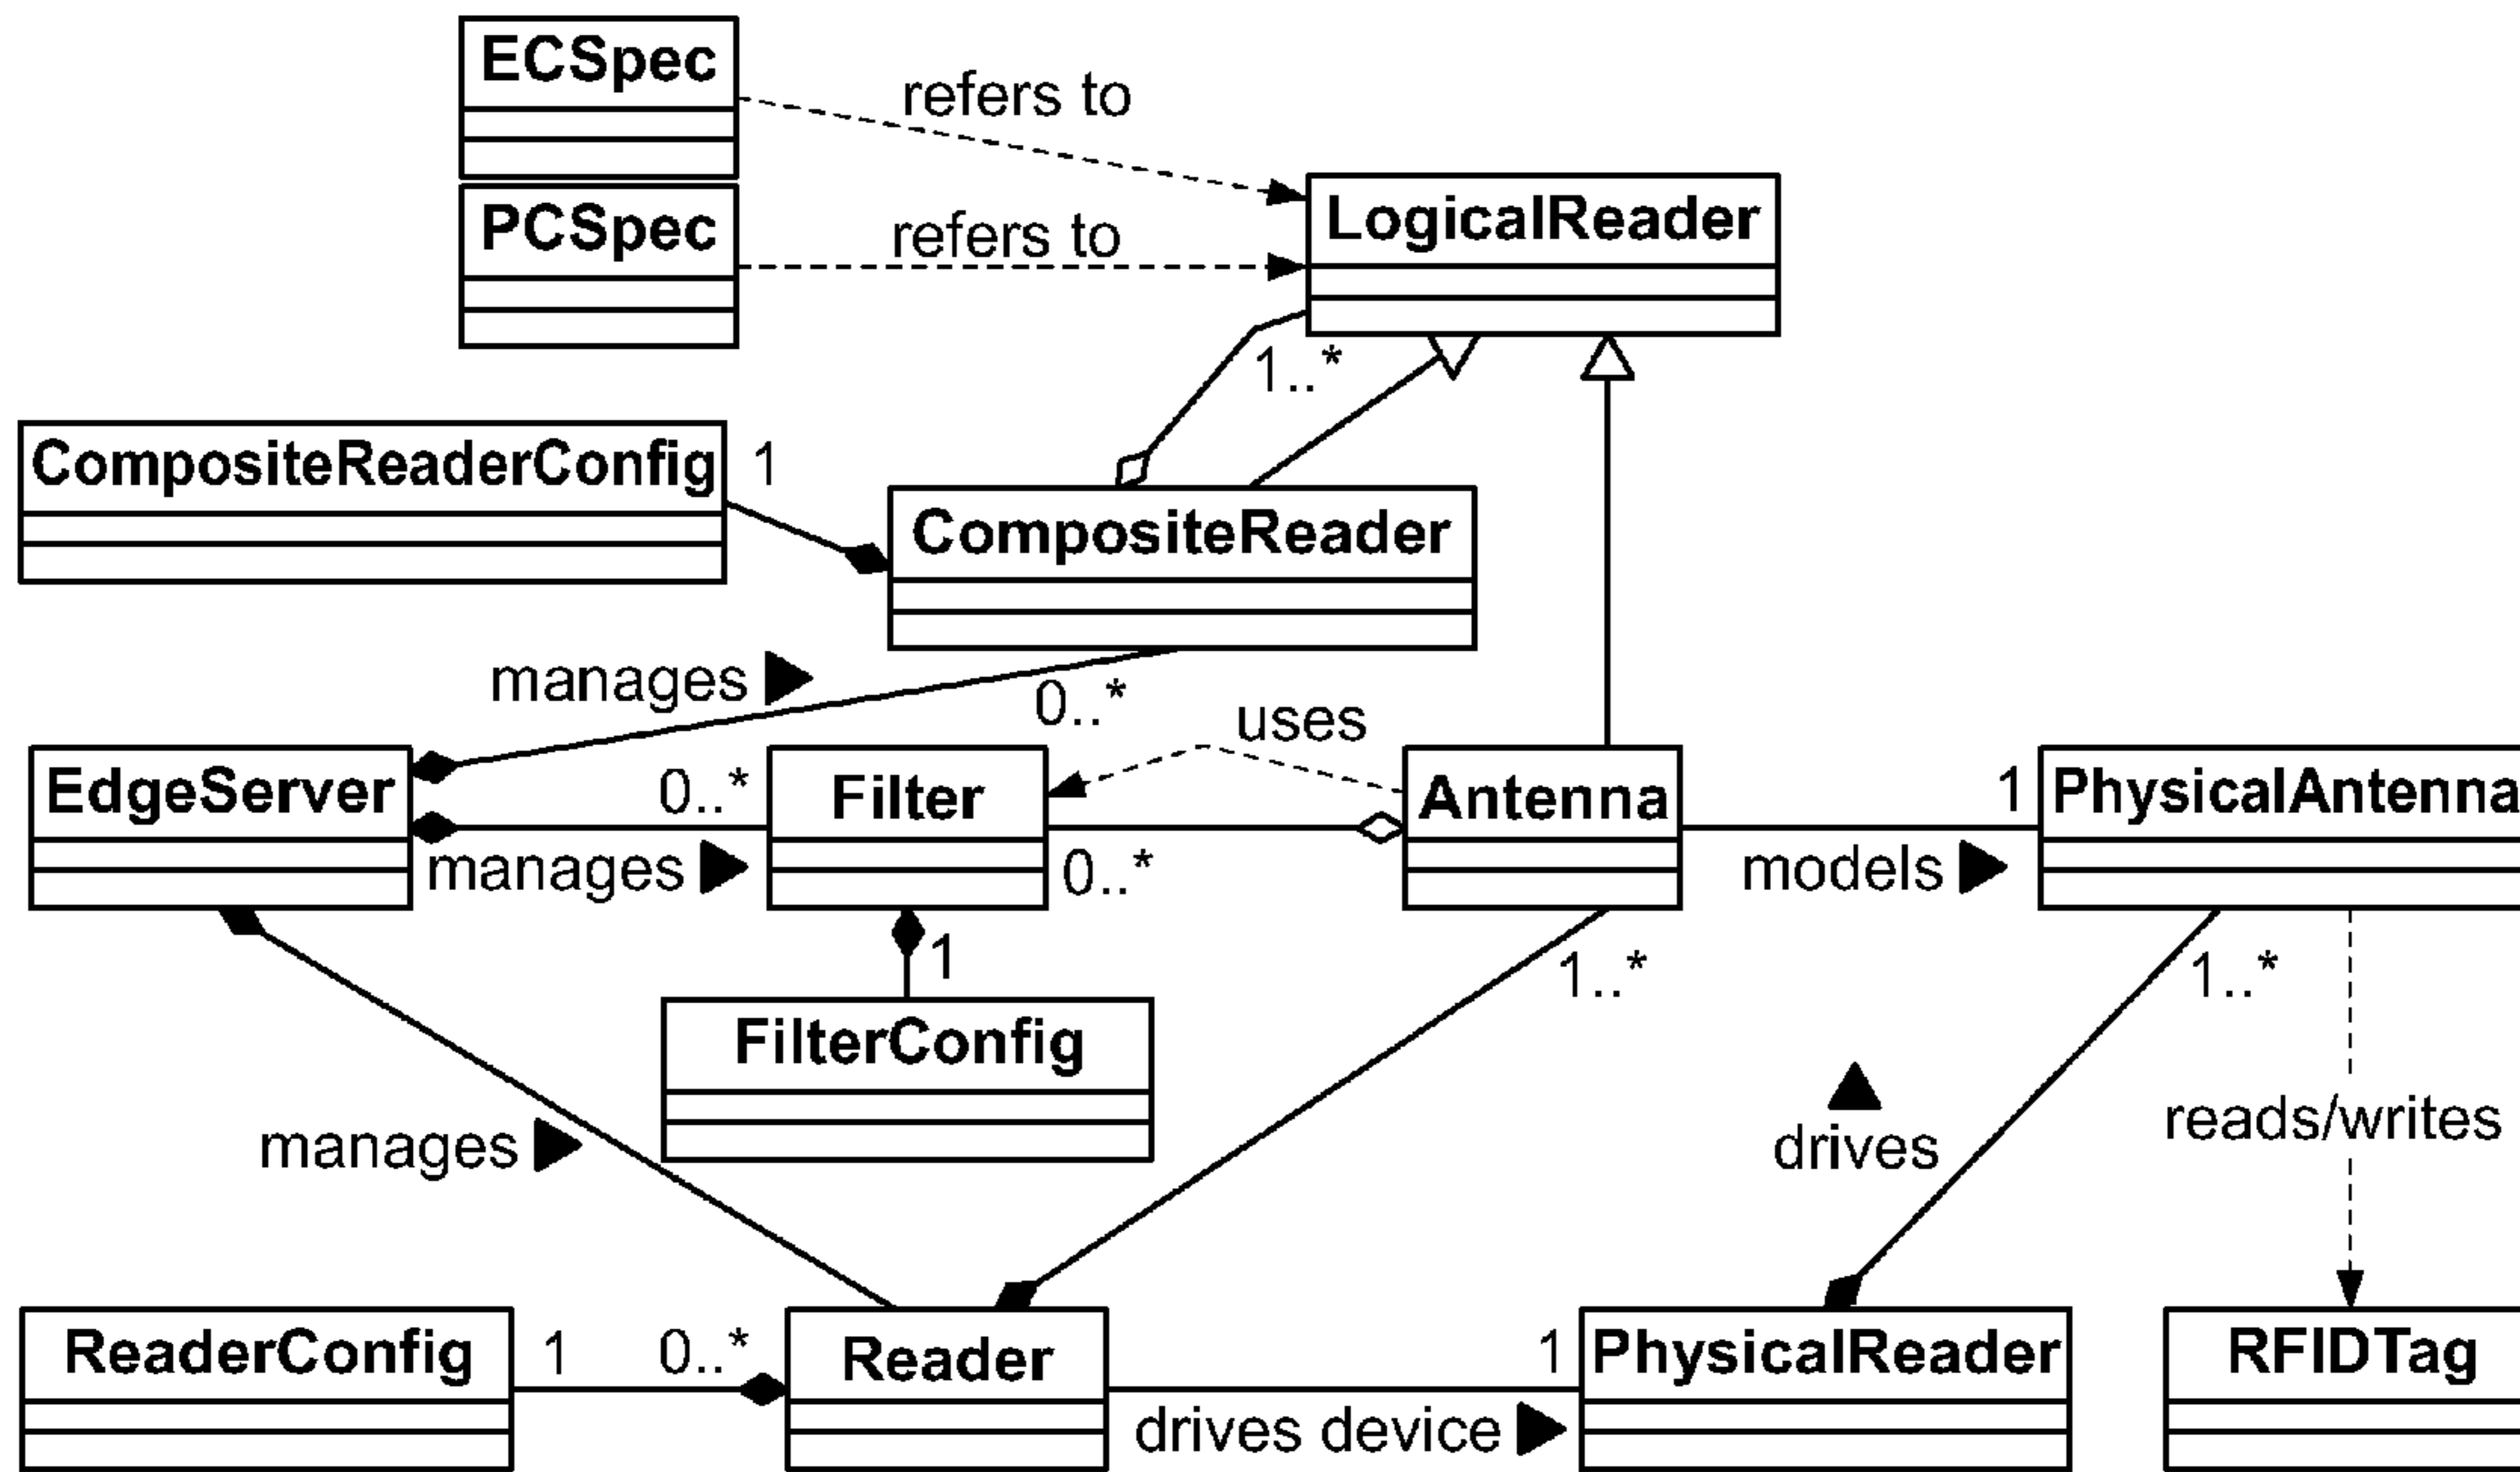 ECSpec
refers to
PCSpec
refers to
LogicalReader
1..*
CompositeReaderConfig
1
CompositeReader
manages
0..*
uses
EdgeServer
0..*
Filter
Antenna
1
PhysicalAntenna
manages
0..*
models
1
1..*
1..*
FilterConfig
manages
drives
reads/writes
ReaderConfig
1
0..*
Reader
1
PhysicalReader
RFIDTag
drives device